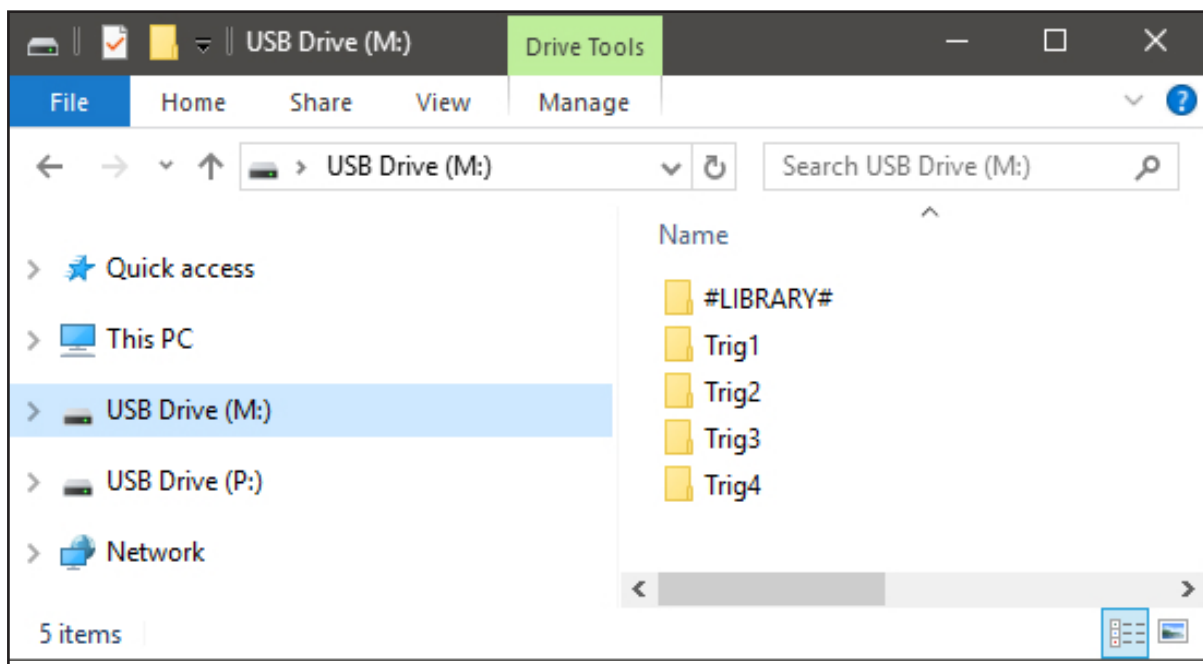 USB Drive (M:) Drive Tools
File Home Share View Manage ?
USB Drive (M:) Search USB Drive (M:)
Name
Quick access
#LIBRARY#
This PC
Trig1
Trig2
USB Drive (M:)
Trig3
USB Drive (P:)
Trig4
Network
5 items